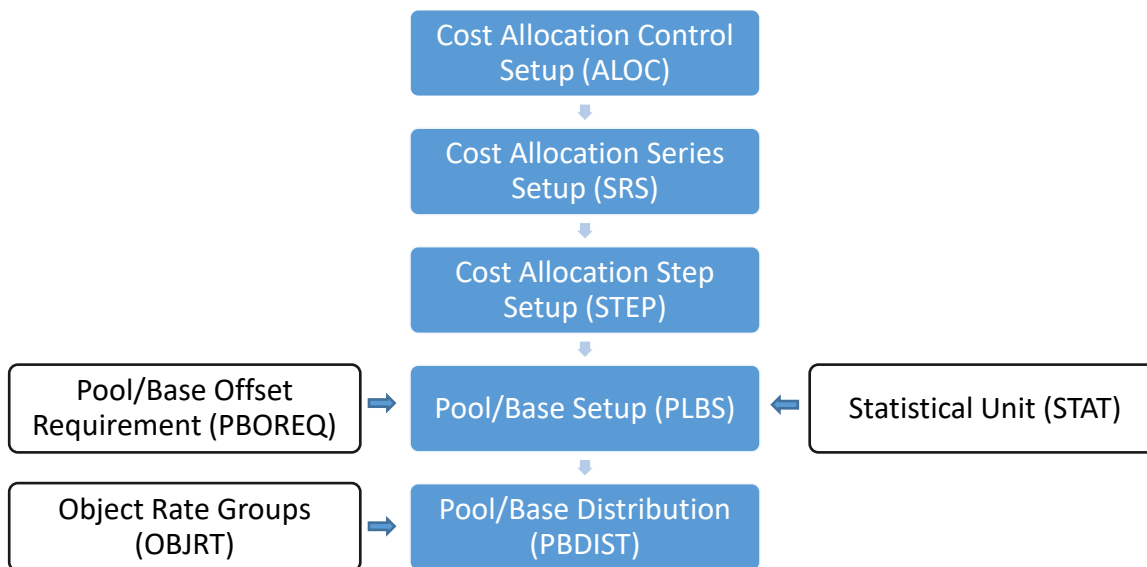 Cost Allocation Control
Setup (ALOC)
Cost Allocation Series
Setup (SRS)
Cost Allocation Step
Setup (STEP)
Pool/Base Offset
Requirement (PBOREQ)
Pool/Base Setup (PLBS)
Statistical Unit (STAT)
Object Rate Groups
(OBJRT)
Pool/Base Distribution
(PBDIST)